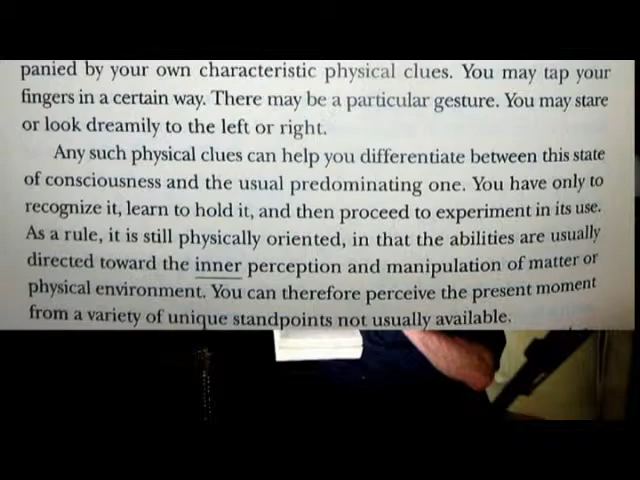 panied by your own characteristic physical clues. You may tap your
fingers in a certain way. There may be a particular gesture. You may stare
or look dreamily to the left or right.
Any such physical clues can help you differentiate between this state
of consciousness and the usual predominating one. You have only to
recognize it, learn to hold it, and then proceed to experiment in its use.
As a rule, it is still physically oriented, in that the abilities are usually
directed toward the inner perception and manipulation of matter or
physical environment. You can therefore perceive the present moment
from a variety of unique standpoints not usually available.